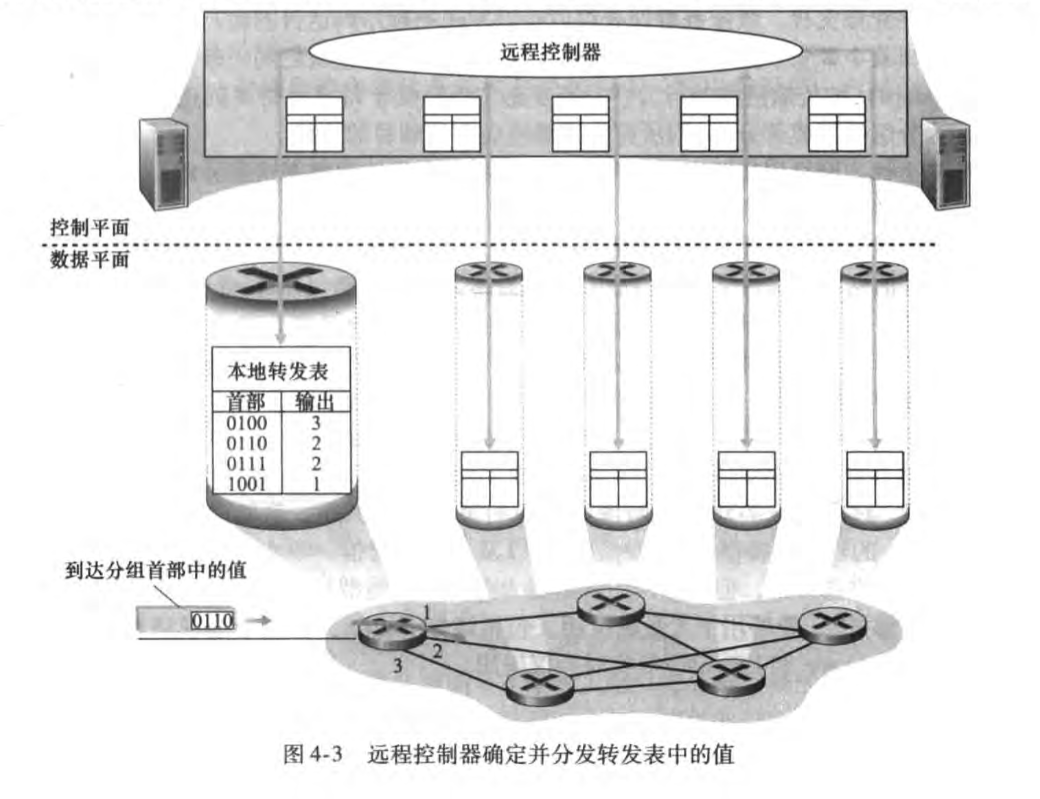 远程控制器
控制平面
数据平面
本地转发表
首部 输出
0100 3
0110 2
0111 2
1001 1
到达分组首部中的值
0110
1
2
3
图 4-3 远程控制器确定并分发转发表中的值